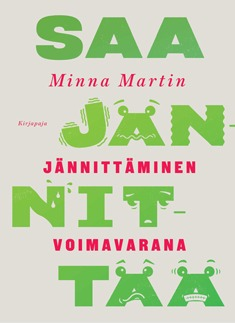 SAA
Minna Martin
Kirjapaja
JÄN-
JÄNNITTÄMINEN
NIT-
VOIMAVARANA
TÄÄ